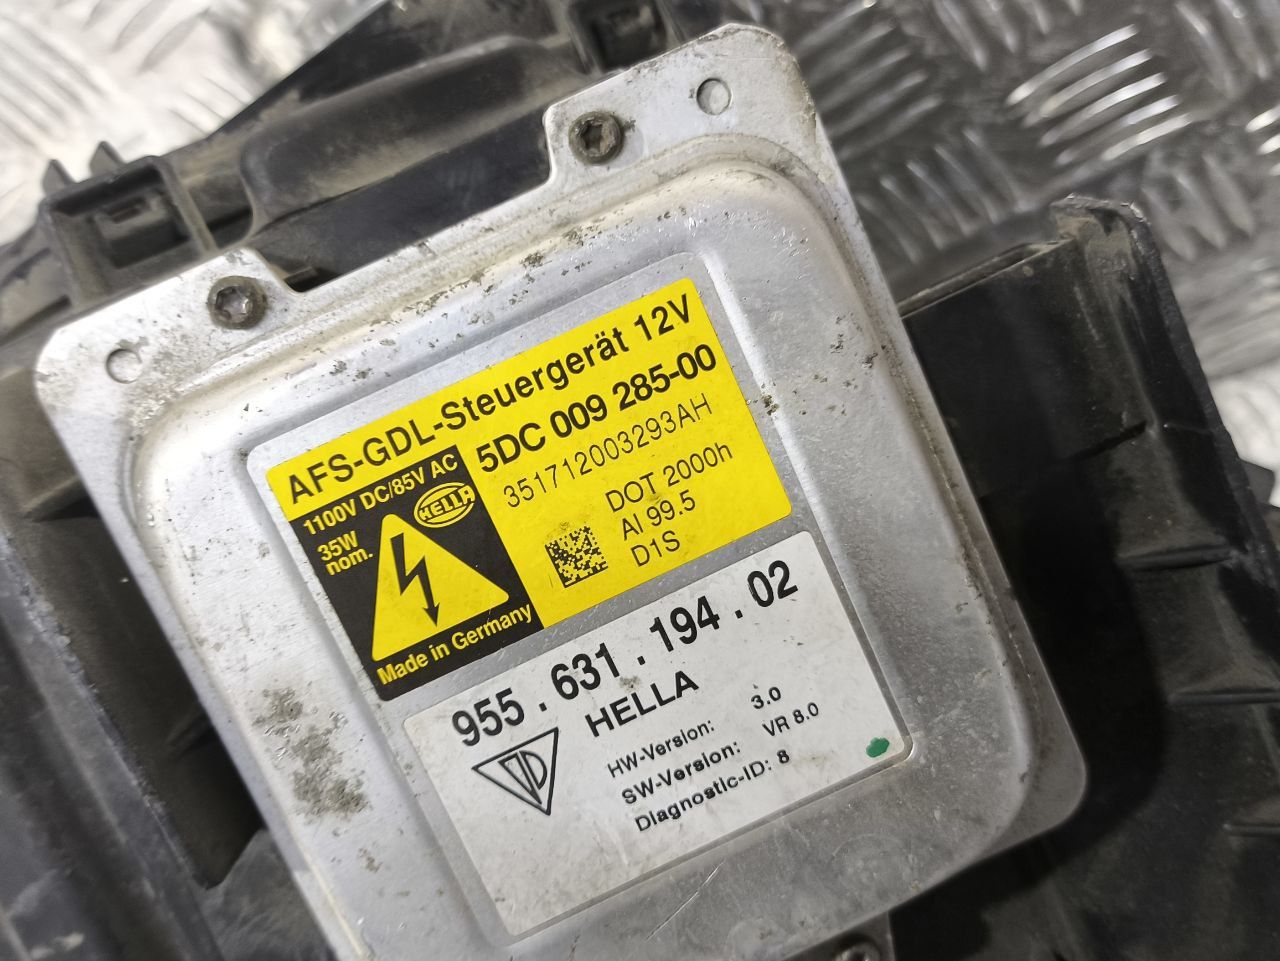 AFS-GDL-Steuergerät 12V
1100V DC/85V AC
5DC 009 285-00
35W
nom.
HELLA
351712003293AH
DOT 2000h
Al 99.5
D1S
Made in Germany
955.631.194.02
HELLA
HW-Version: 3.0
SW-Version: VR 8.0
Diagnostic-ID: 8